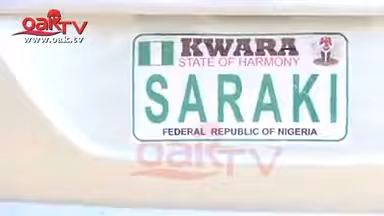 OAKTV
www.oak.tv
KWARA
STATE OF HARMONY
SARAKI
FEDERAL REPUBLIC OF NIGERIA
OAKTV